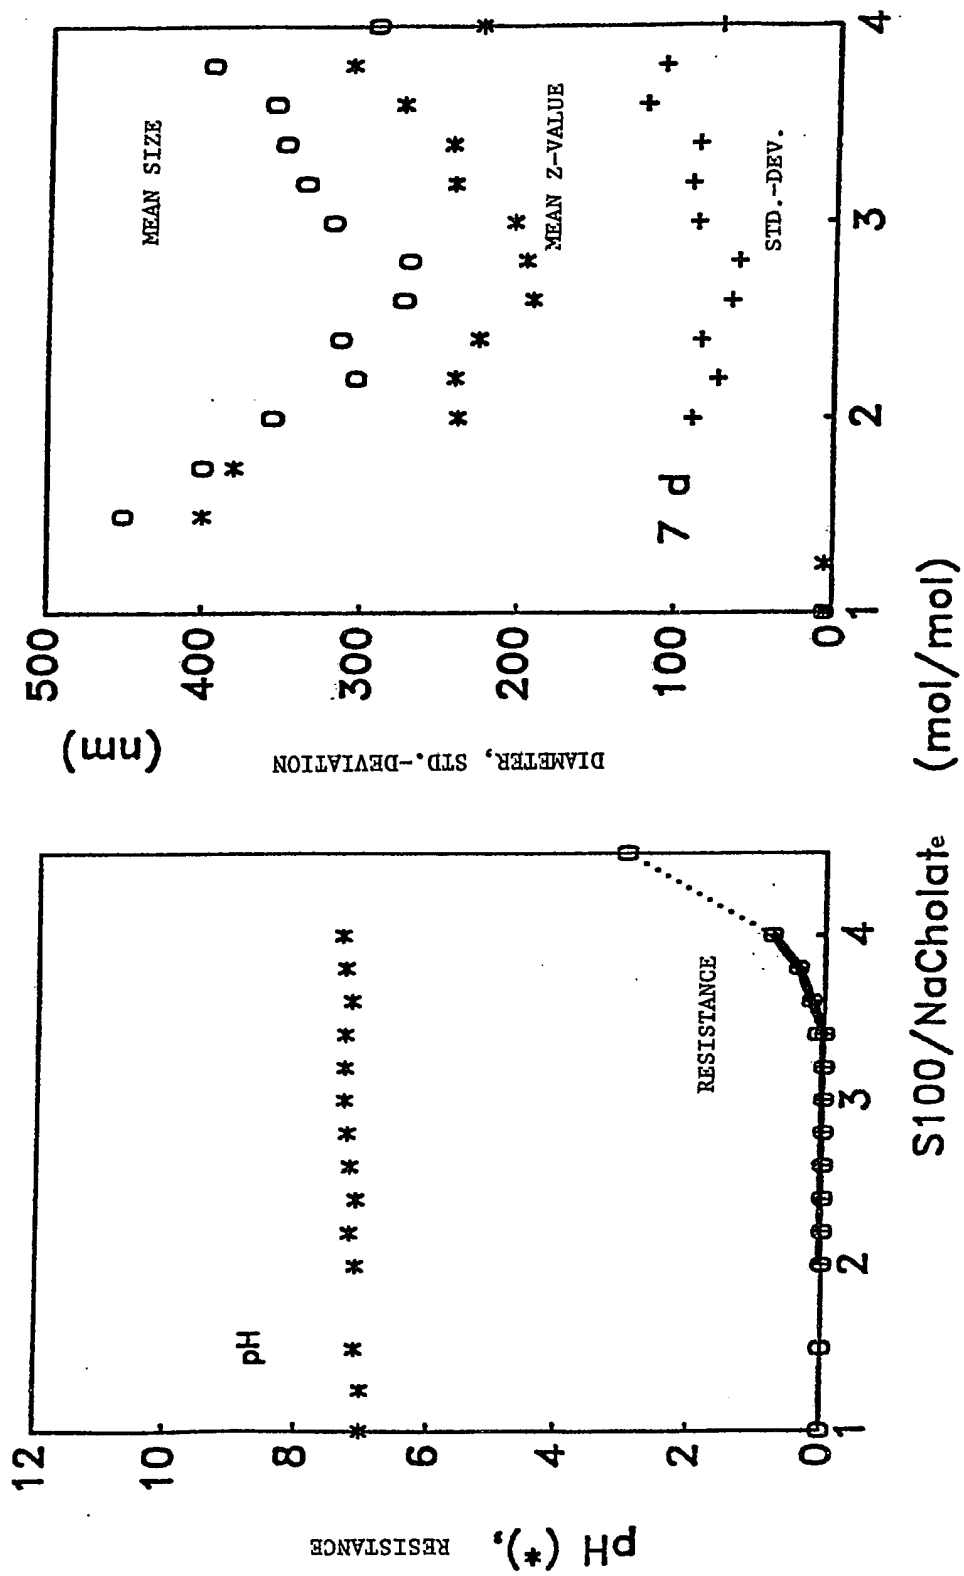 12
10
8
6
4
2
0
pH (*),
RESISTANCE
pH
RESISTANCE
1
2
3
4
500
400
300
200
100
0
(nm)
DIAMETER, STD.-DEVIATION
MEAN SIZE
MEAN Z-VALUE
STD.-DEV.
7 d
1
2
3
4
S100/NaCholate (mol/mol)